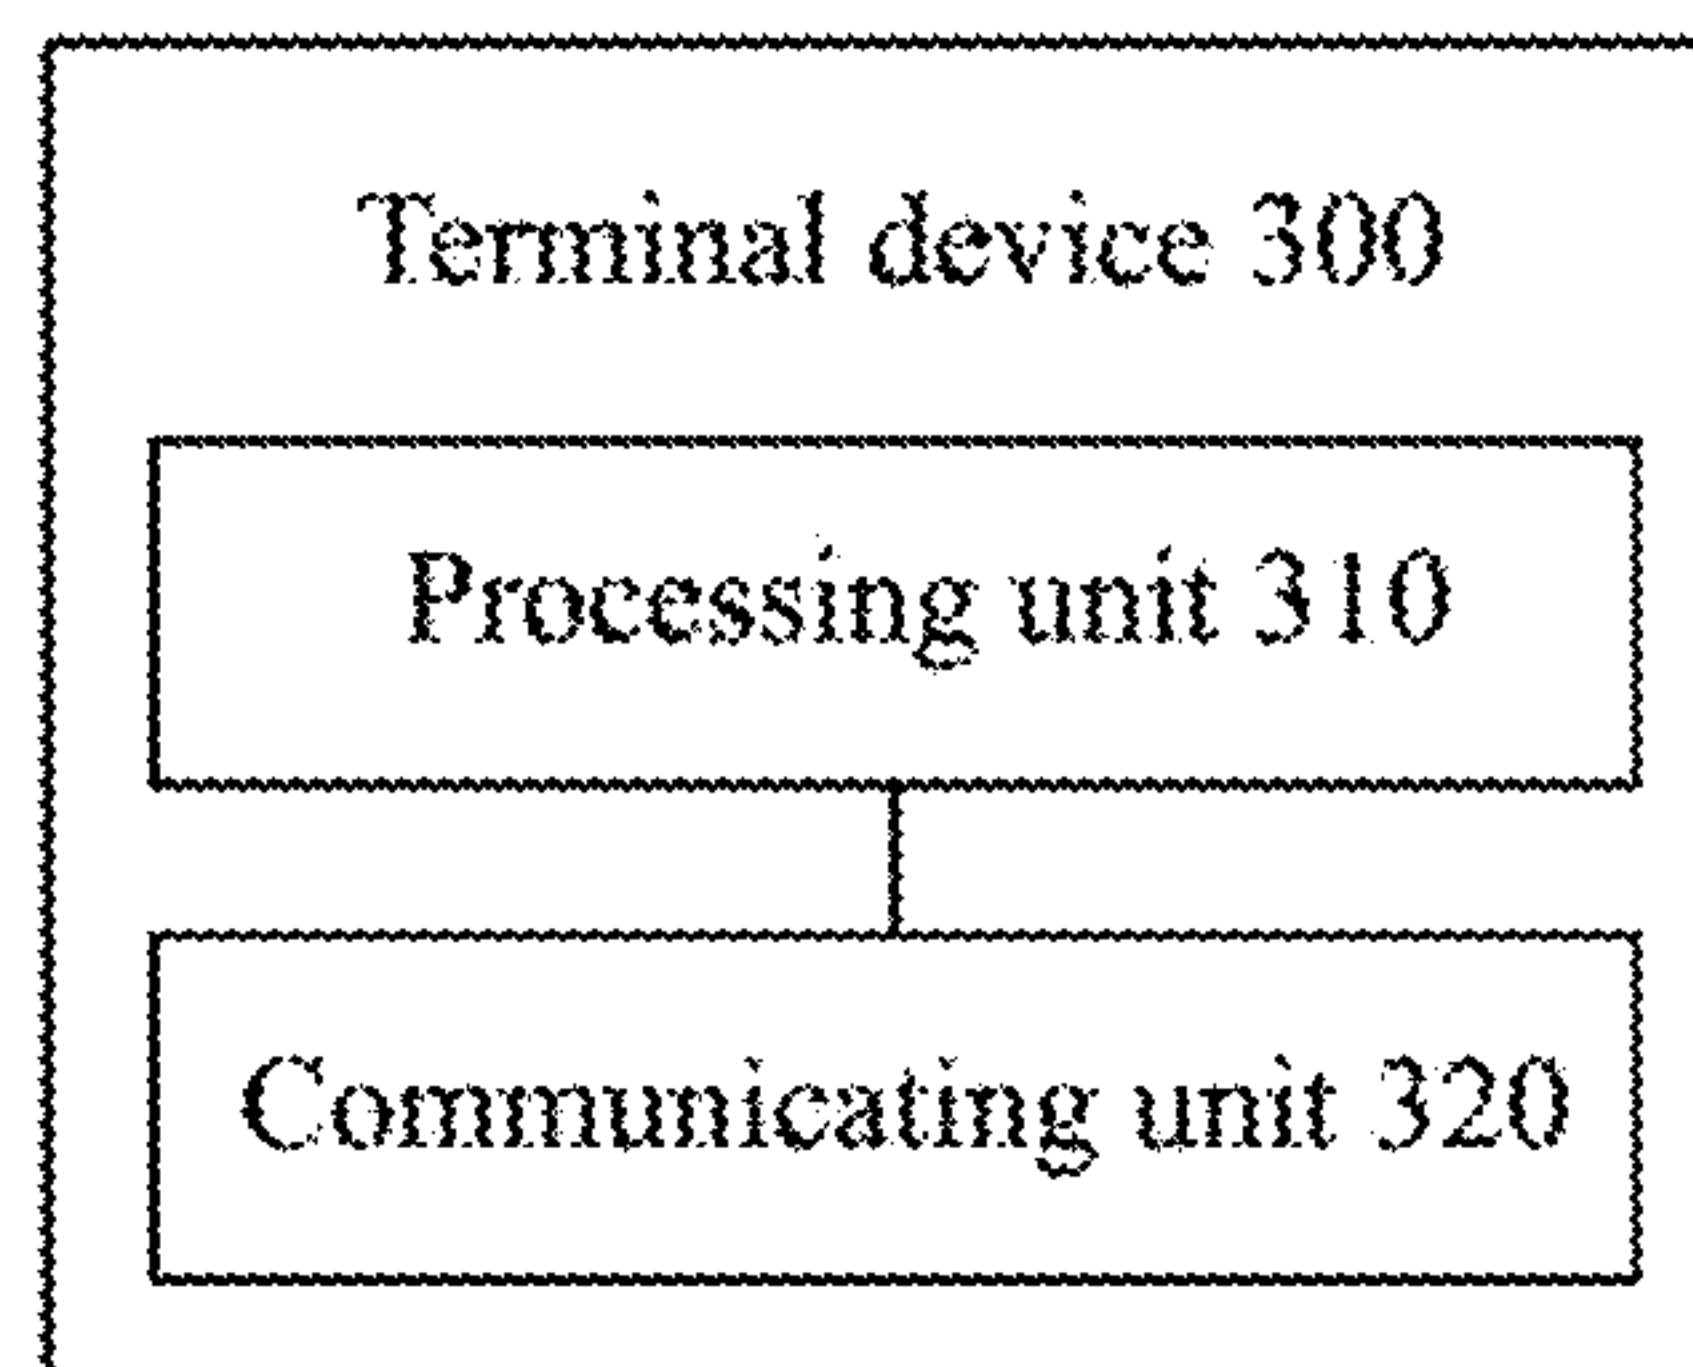 Terminal device 300
Processing unit 310
Communicating unit 320